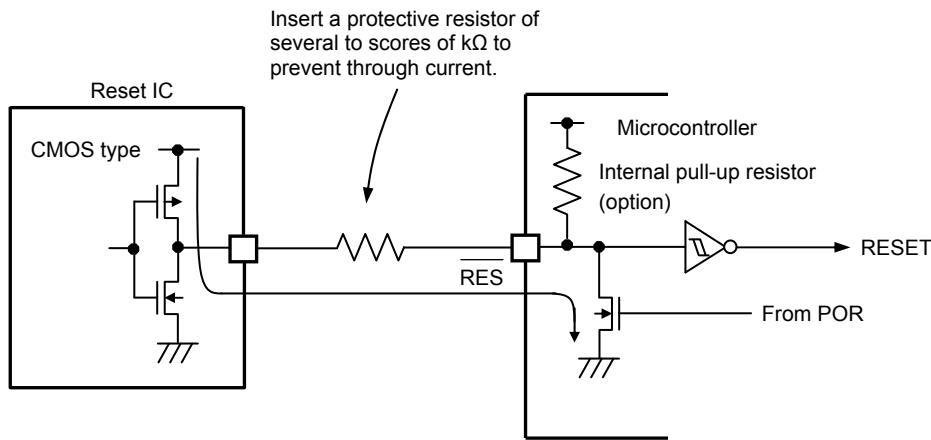 Insert a protective resistor of
several to scores of kΩ to
prevent through current.
Reset IC
CMOS type
Microcontroller
Internal pull-up resistor
(option)
RES
RESET
From POR